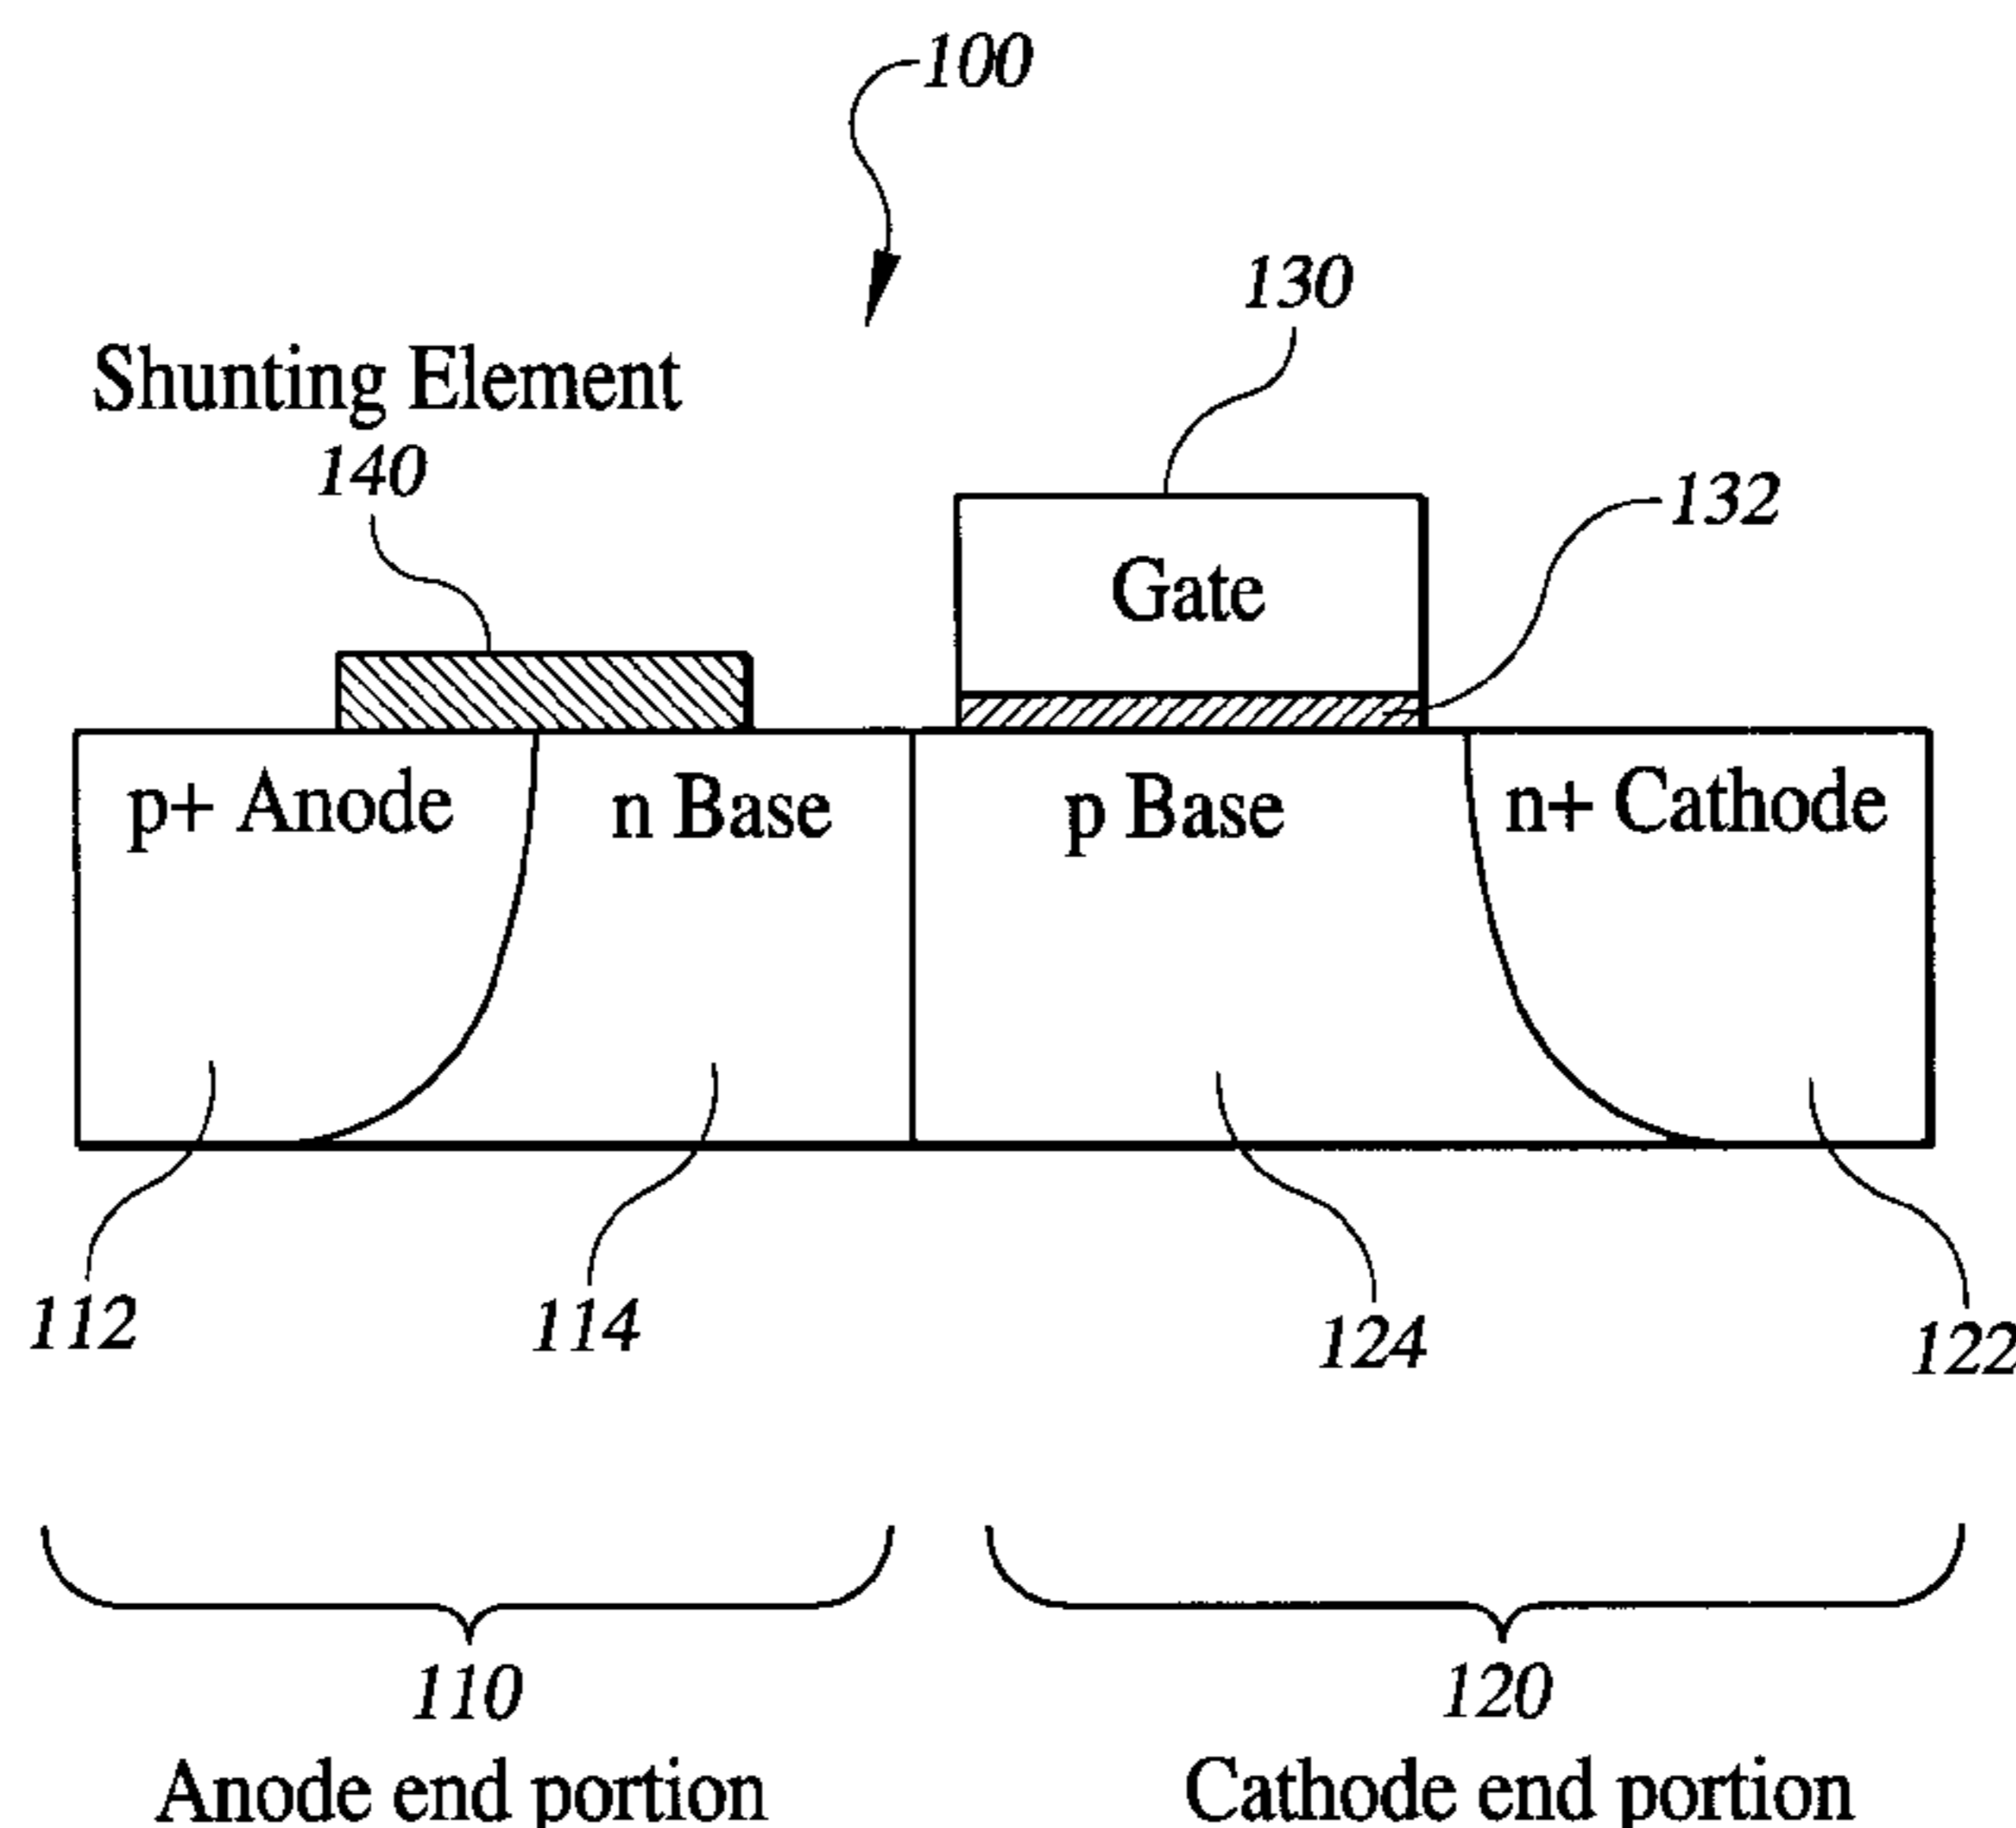 100
130
Shunting Element
140
132
Gate
p+ Anode
n Base
p Base
n+ Cathode
112
114
124
122
110
120
Anode end portion
Cathode end portion